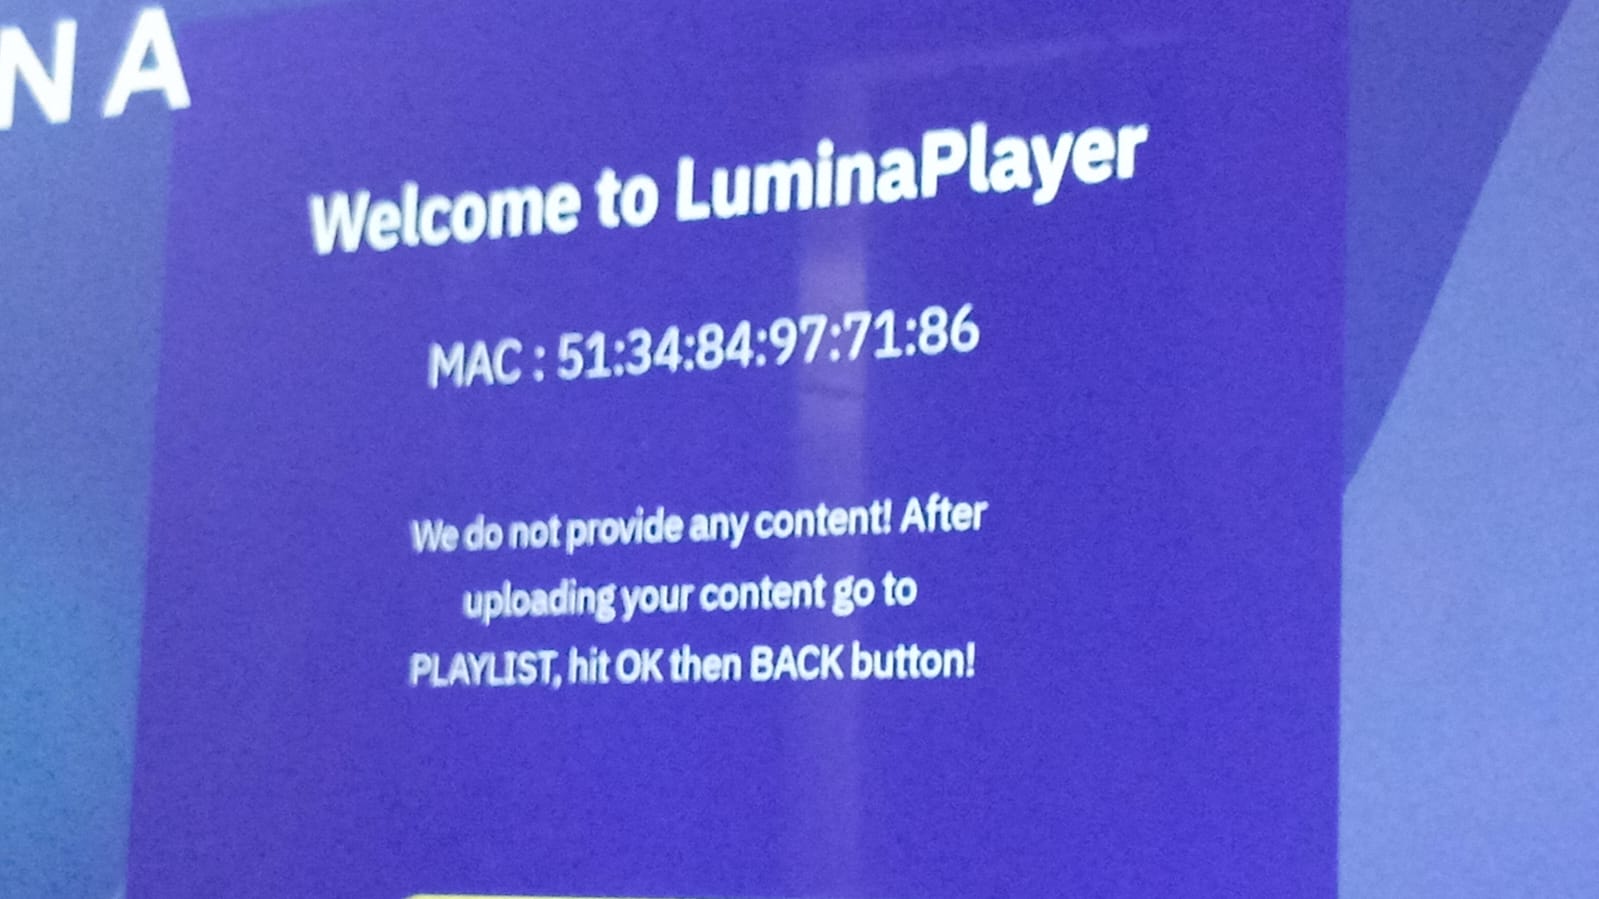 NA
Welcome to LuminaPlayer
MAC : 51:34:84:97:71:86
We do not provide any content! After
uploading your content go to
PLAYLIST, hit OK then BACK button!